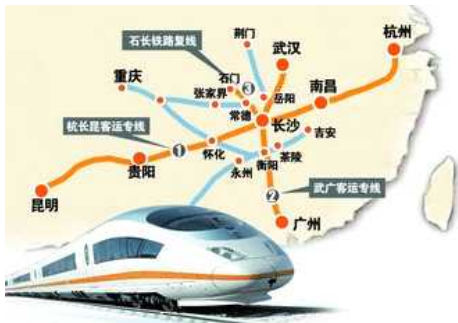 杭州
荆门
石长铁路复线
武汉
石门
重庆
③
南昌
张家界
岳阳
常德
长沙
杭长昆客运专线
吉安
①
怀化
衡阳
茶陵
贵阳
永州
武广客运专线
昆明
②
广州